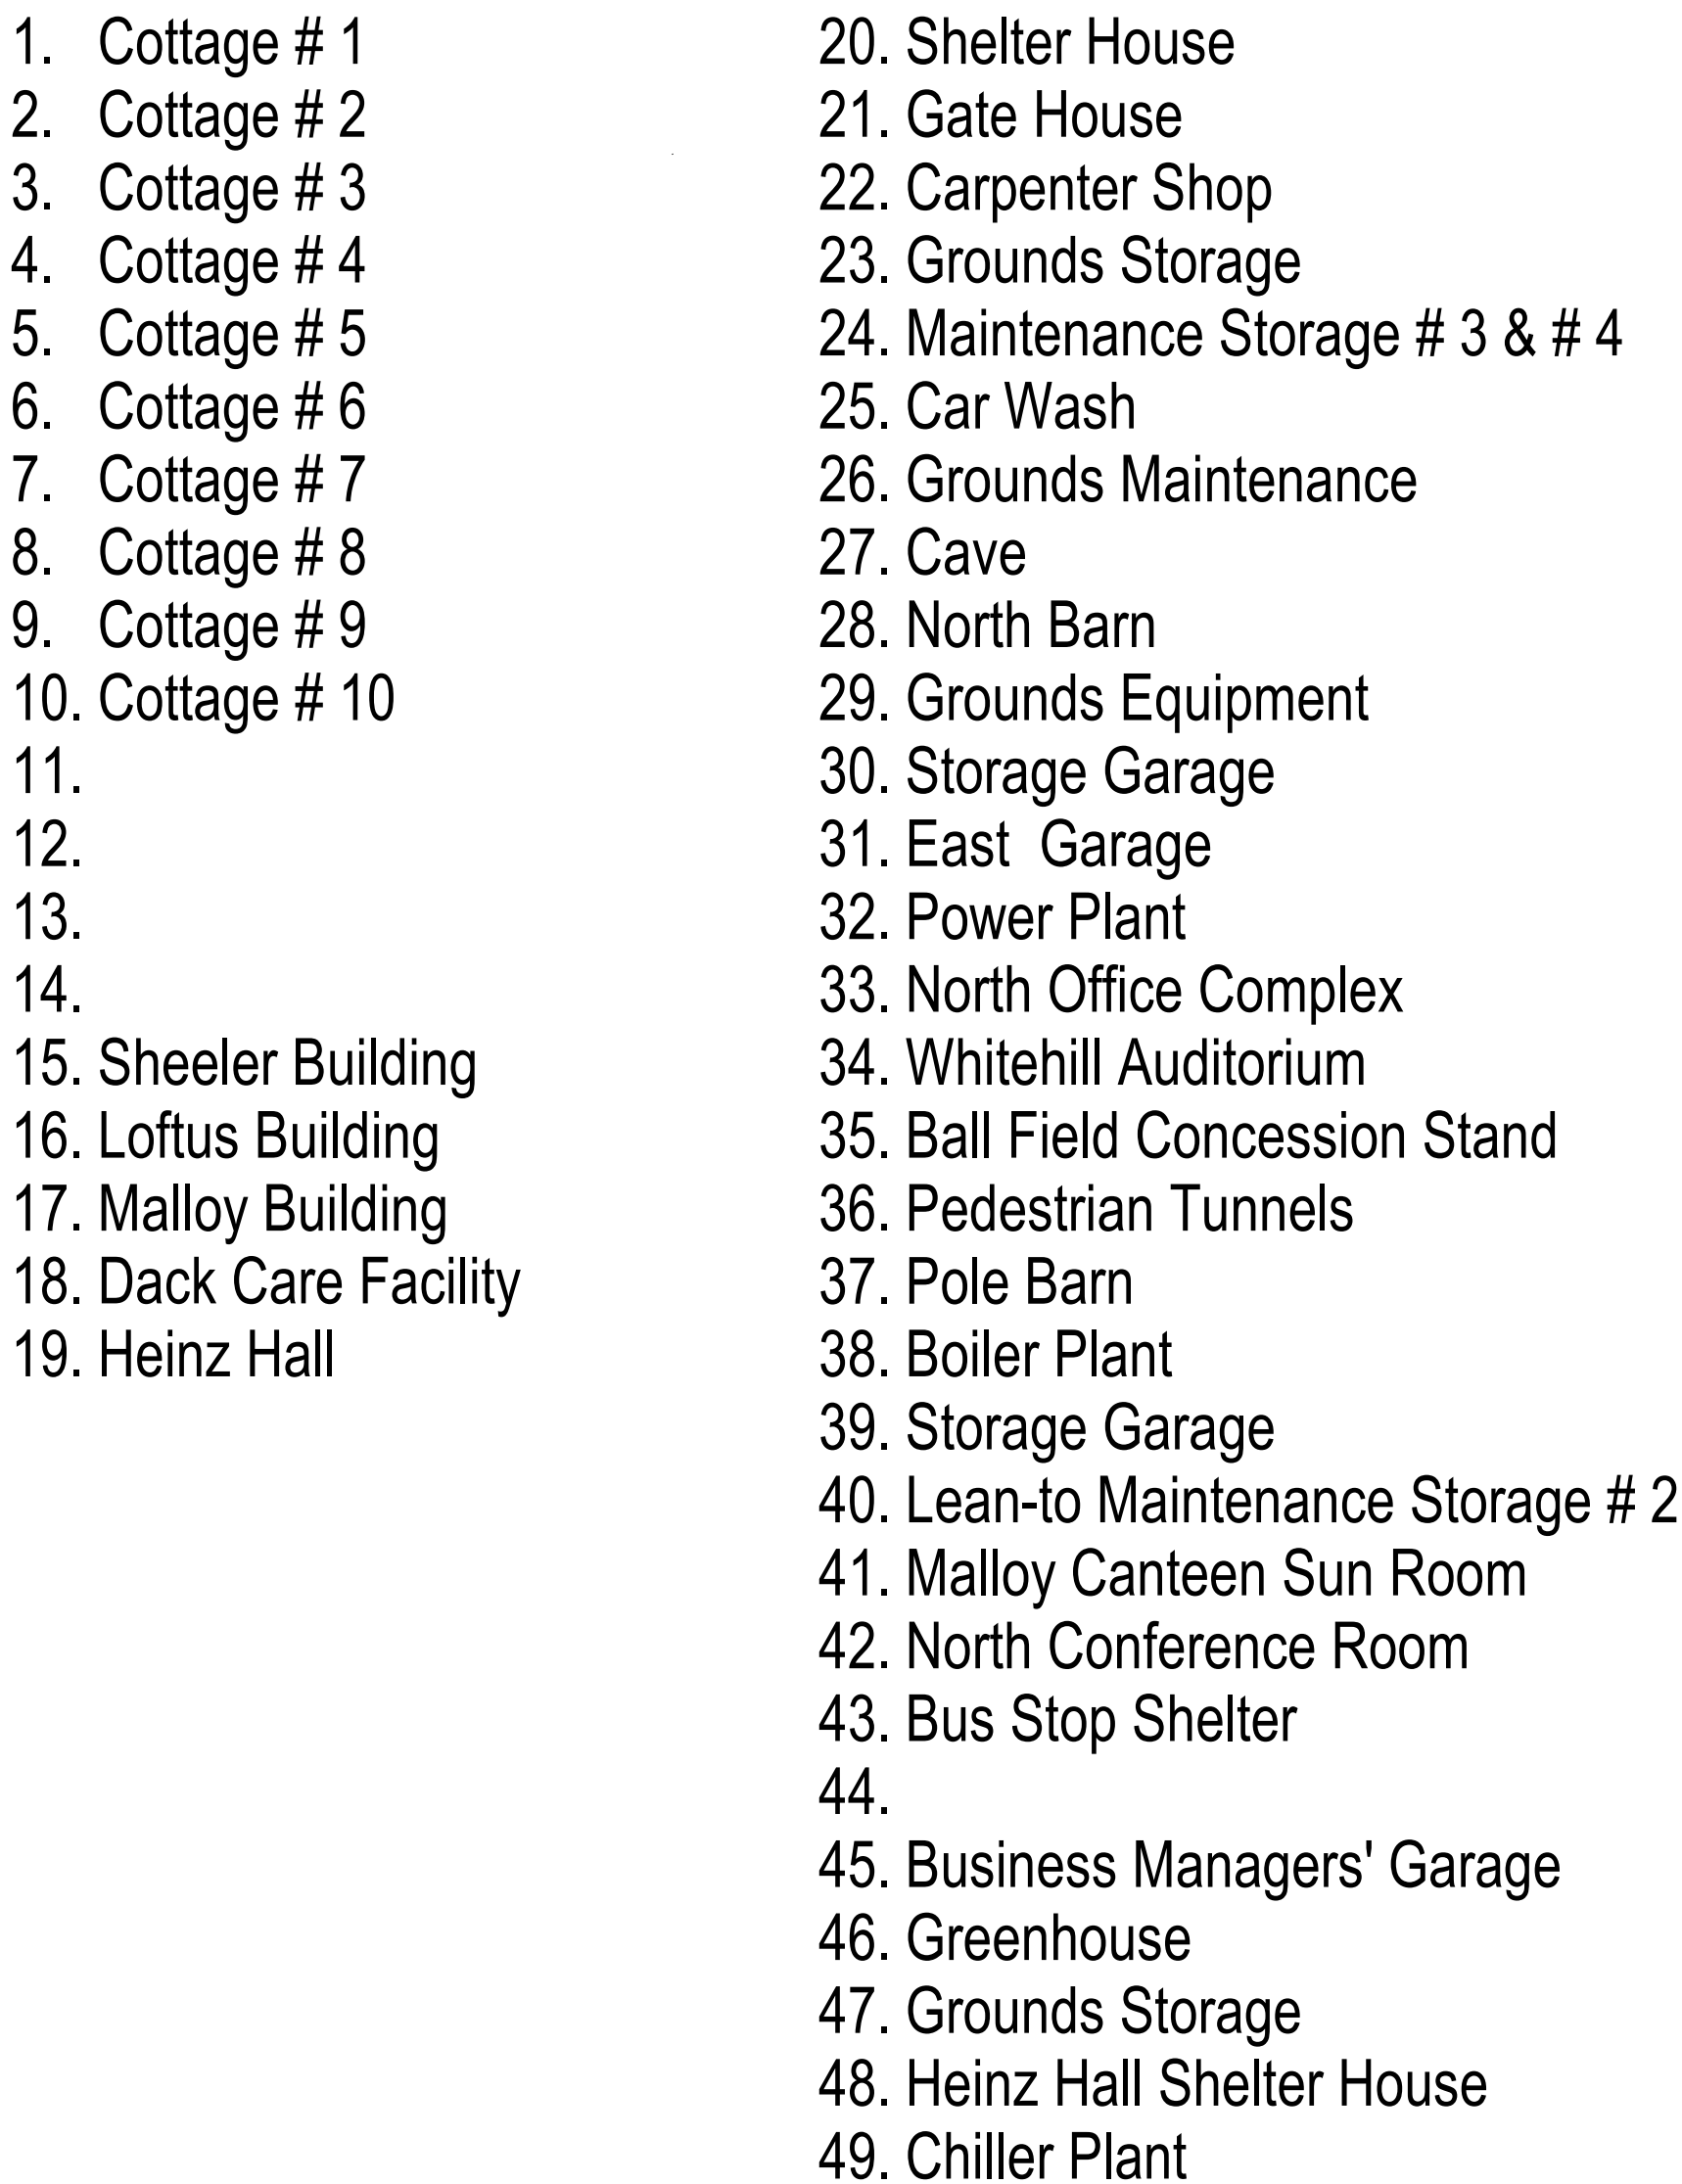 1. Cottage # 1
2. Cottage # 2
3. Cottage # 3
4. Cottage # 4
5. Cottage # 5
6. Cottage # 6
7. Cottage # 7
8. Cottage # 8
9. Cottage # 9
10. Cottage # 10
11.
12.
13.
14.
15. Sheeler Building
16. Loftus Building
17. Malloy Building
18. Dack Care Facility
19. Heinz Hall
20. Shelter House
21. Gate House
22. Carpenter Shop
23. Grounds Storage
24. Maintenance Storage # 3 & # 4
25. Car Wash
26. Grounds Maintenance
27. Cave
28. North Barn
29. Grounds Equipment
30. Storage Garage
31. East  Garage
32. Power Plant
33. North Office Complex
34. Whitehill Auditorium
35. Ball Field Concession Stand
36. Pedestrian Tunnels
37. Pole Barn
38. Boiler Plant
39. Storage Garage
40. Lean-to Maintenance Storage # 2
41. Malloy Canteen Sun Room
42. North Conference Room
43. Bus Stop Shelter
44.
45. Business Managers' Garage
46. Greenhouse
47. Grounds Storage
48. Heinz Hall Shelter House
49. Chiller Plant